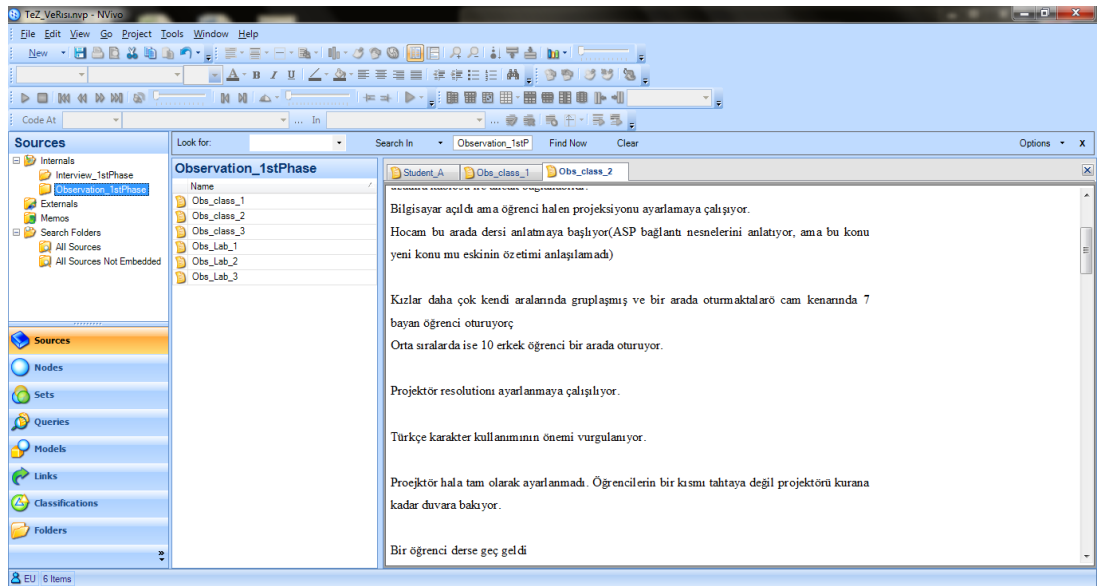 TeZ_VeRısı.nvp - NVivo
File Edit View Go Project Tools Window Help
New
A B I U
Code At ... In ...
Sources
Look for: Search In Observation_1stP Find Now Clear Options x
Internals
Interview_1stPhase
Observation_1stPhase
Externals
Memos
Search Folders
All Sources
All Sources Not Embedded
Sources
Nodes
Sets
Queries
Models
Links
Classifications
Folders
Observation_1stPhase
Name
Obs_class_1
Obs_class_2
Obs_class_3
Obs_Lab_1
Obs_Lab_2
Obs_Lab_3
Student_A Obs_class_1 Obs_class_2
Bilgisayar açıldı ama öğrenci halen projeksiyonu ayarlamaya çalışıyor.
Hocam bu arada dersi anlatmaya başlıyor(ASP bağlantı nesnelerini anlatıyor, ama bu konu
yeni konu mu eskinin özetimi anlaşılamadı)
Kızlar daha çok kendi aralarında gruplaşmış ve bir arada oturmaktalarö cam kenarında 7
bayan öğrenci oturuyorç
Orta sıralarda ise 10 erkek öğrenci bir arada oturuyor.
Projektör resolutionı ayarlanmaya çalışılıyor.
Türkçe karakter kullanımının önemi vurgulanıyor.
Proejktör hala tam olarak ayarlanmadı. Öğrencilerin bir kısmı tahtaya değil projektörü kurana
kadar duvara bakıyor.
Bir öğrenci derse geç geldi
EU 6 Items